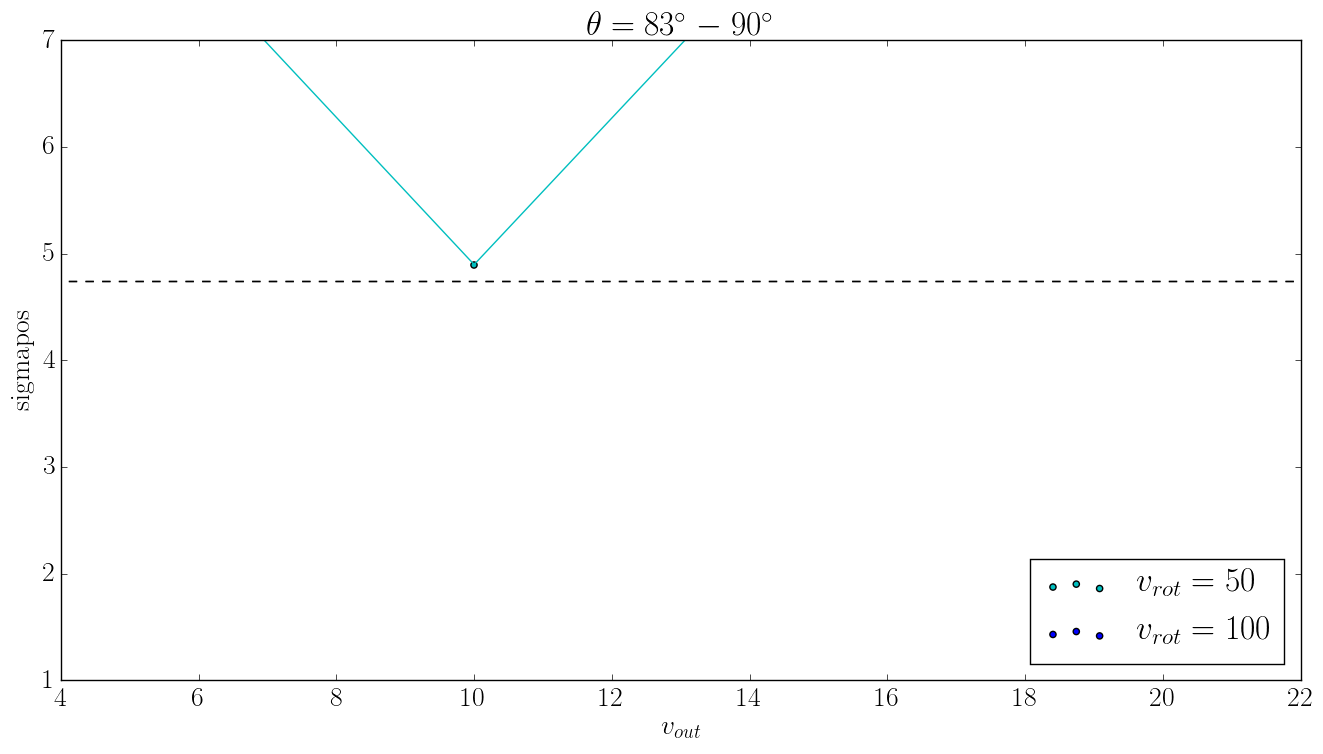 θ = 83° − 90°
7
6
5
4
3
2
1
sigmapos
4 6 8 10 12 14 16 18 20 22
v_out
v_rot = 50
v_rot = 100